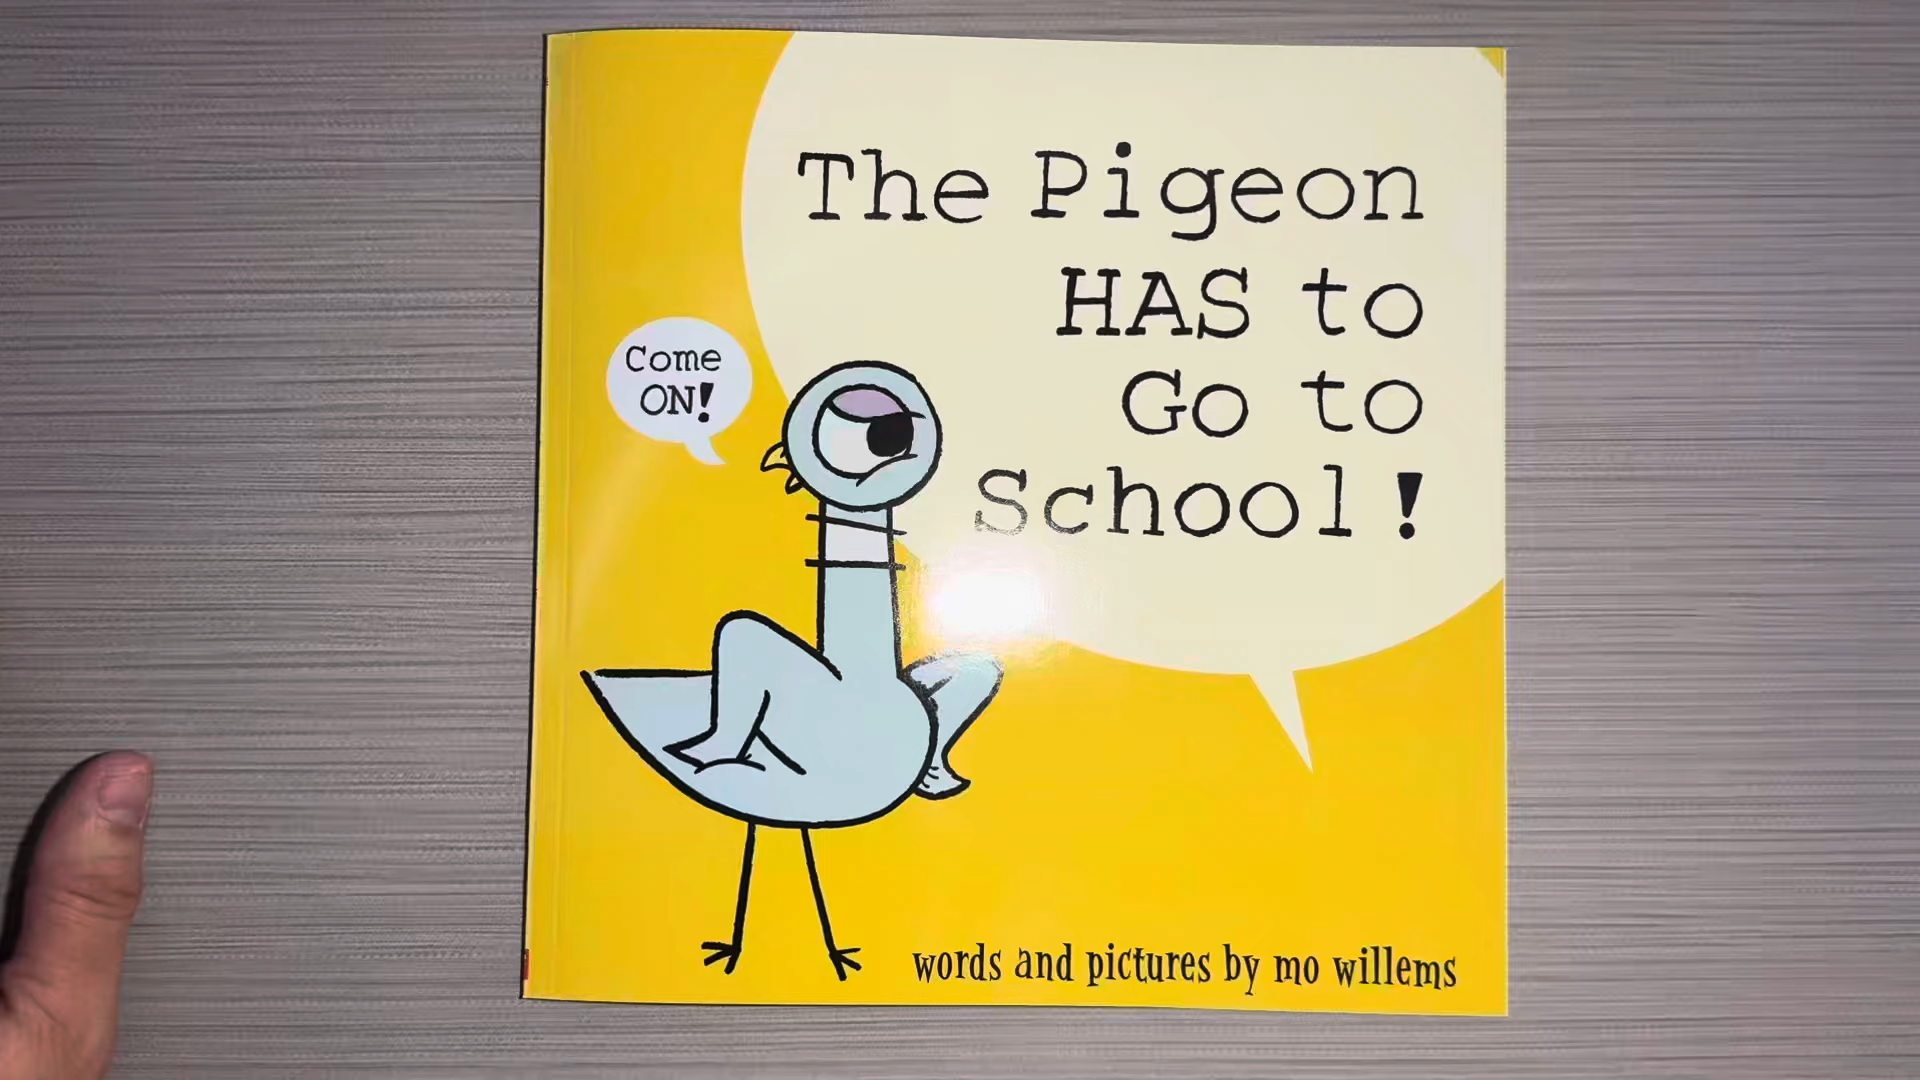 The Pigeon
HAS to
Go to
School!
Come
ON!
words and pictures by mo willems